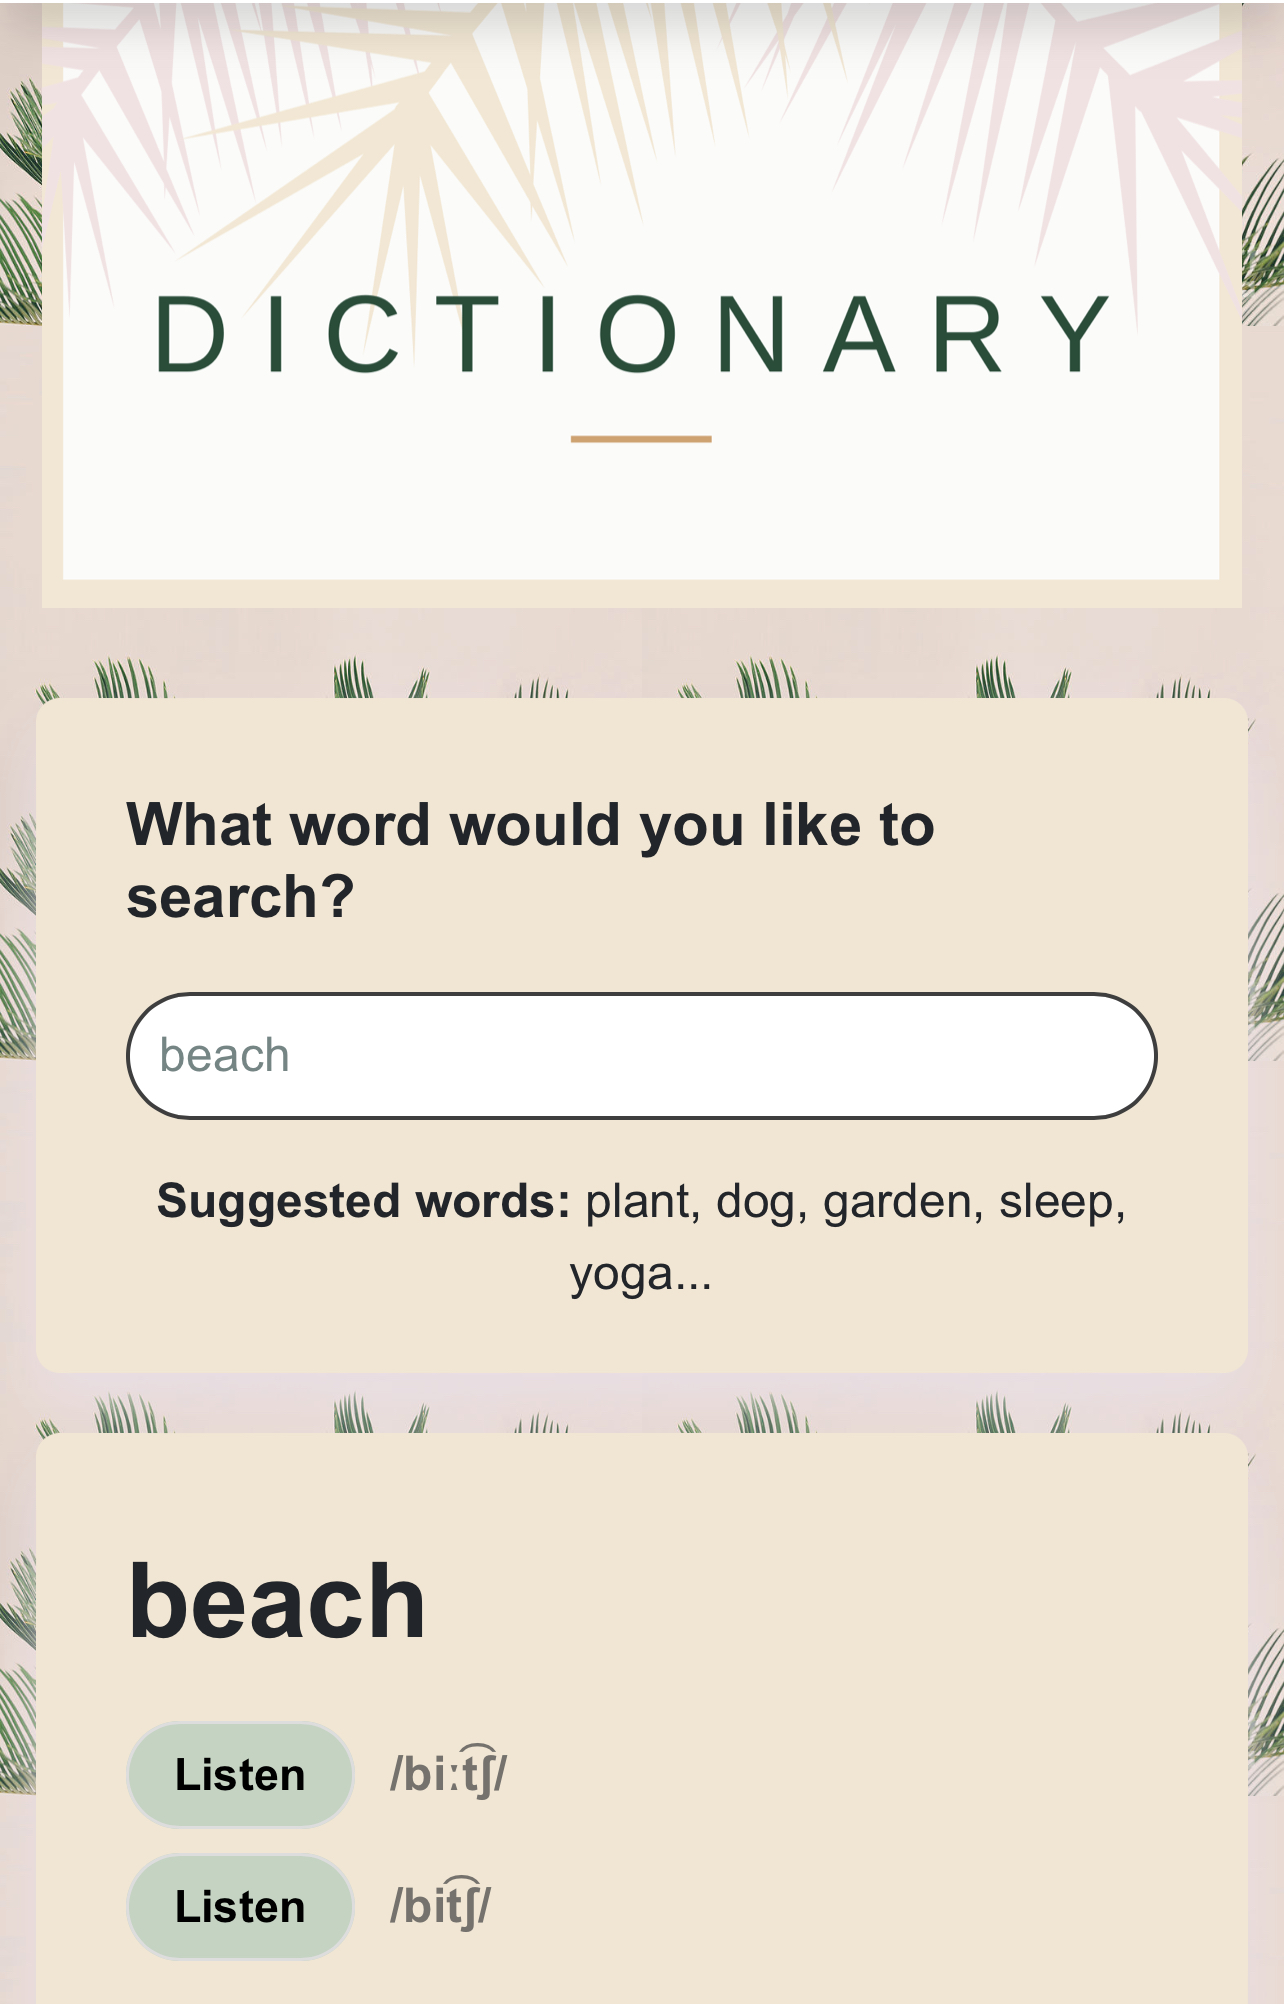 DICTIONARY
What word would you like to
search?
beach
Suggested words: plant, dog, garden, sleep,
yoga...
beach
Listen /biːt͡ʃ/
Listen /bit͡ʃ/